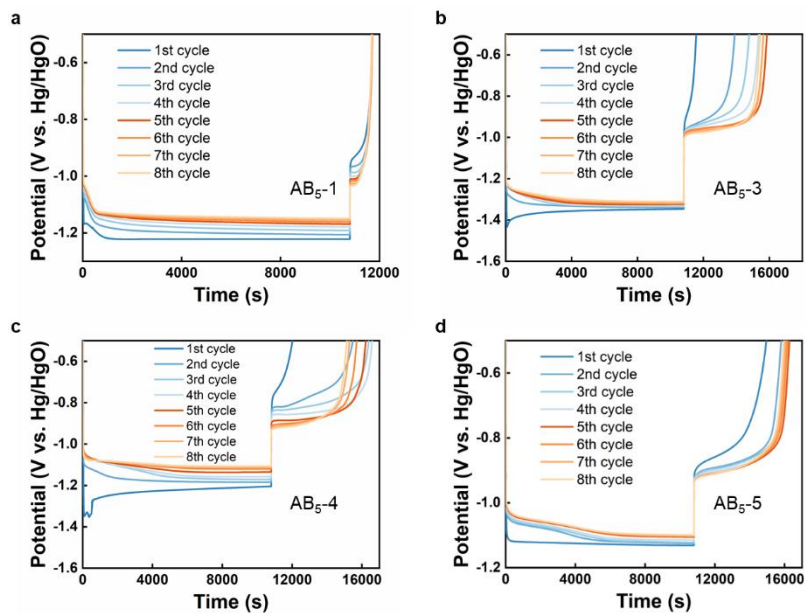 a
-0.6
-0.8
-1.0
-1.2
Potential (V vs. Hg/HgO)
1st cycle
2nd cycle
3rd cycle
4th cycle
5th cycle
6th cycle
7th cycle
8th cycle
AB5-1
0 4000 8000 12000
Time (s)
b
-0.6
-0.8
-1.0
-1.2
-1.4
-1.6
Potential (V vs. Hg/HgO)
1st cycle
2nd cycle
3rd cycle
4th cycle
5th cycle
6th cycle
7th cycle
8th cycle
AB5-3
0 4000 8000 12000 16000
Time (s)
c
-0.6
-0.8
-1.0
-1.2
-1.4
-1.6
Potential (V vs. Hg/HgO)
1st cycle
2nd cycle
3rd cycle
4th cycle
5th cycle
6th cycle
7th cycle
8th cycle
AB5-4
0 4000 8000 12000 16000
Time (s)
d
-0.6
-0.8
-1.0
-1.2
Potential (V vs. Hg/HgO)
1st cycle
2nd cycle
3rd cycle
4th cycle
5th cycle
6th cycle
7th cycle
8th cycle
AB5-5
0 4000 8000 12000 16000
Time (s)